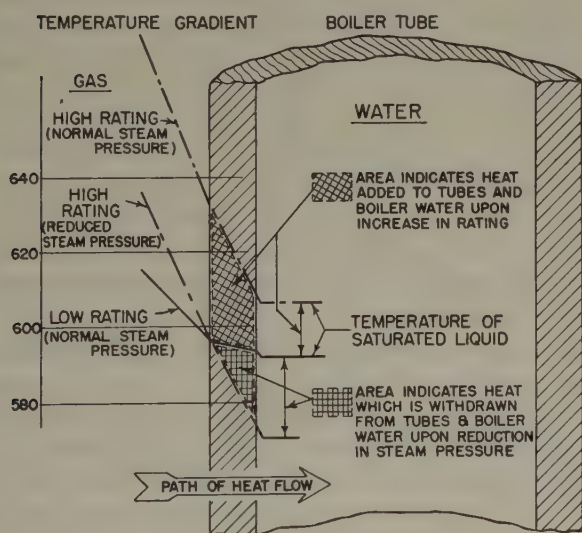 TEMPERATURE GRADIENT
BOILER TUBE
GAS
WATER
HIGH RATING
(NORMAL STEAM
PRESSURE)
640
HIGH
RATING
(REDUCED
STEAM PRESSURE)
620
LOW RATING
(NORMAL STEAM
PRESSURE)
600
580
AREA INDICATES HEAT
ADDED TO TUBES AND
BOILER WATER UPON
INCREASE IN RATING
TEMPERATURE OF
SATURATED LIQUID
AREA INDICATES HEAT
WHICH IS WITHDRAWN
FROM TUBES & BOILER
WATER UPON REDUCTION
IN STEAM PRESSURE
PATH OF HEAT FLOW